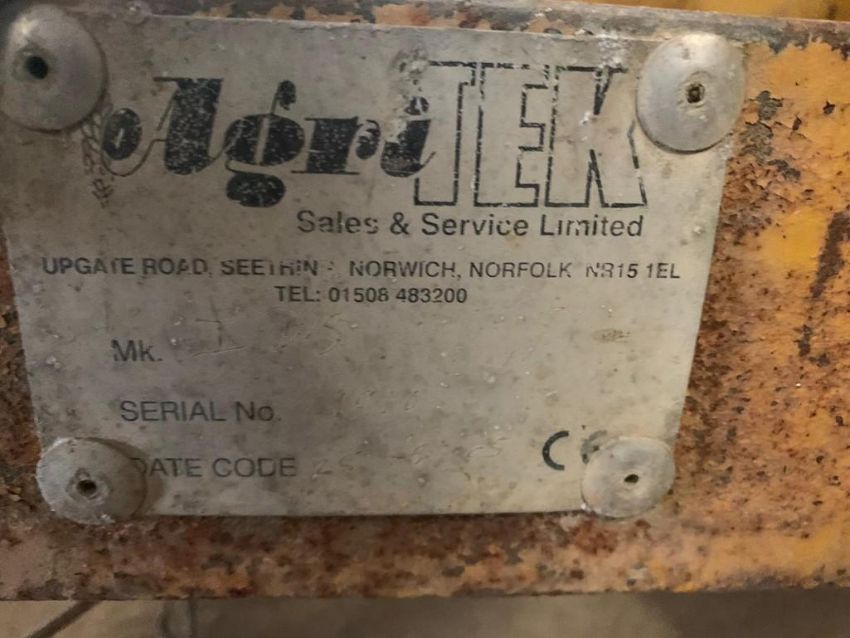 AgriTEK
Sales & Service Limited
UPGATE ROAD, NORWICH, NORFOLK NR15 1EL
TEL: 01508 483200
Mk.
SERIAL No.
DATE CODE
CE